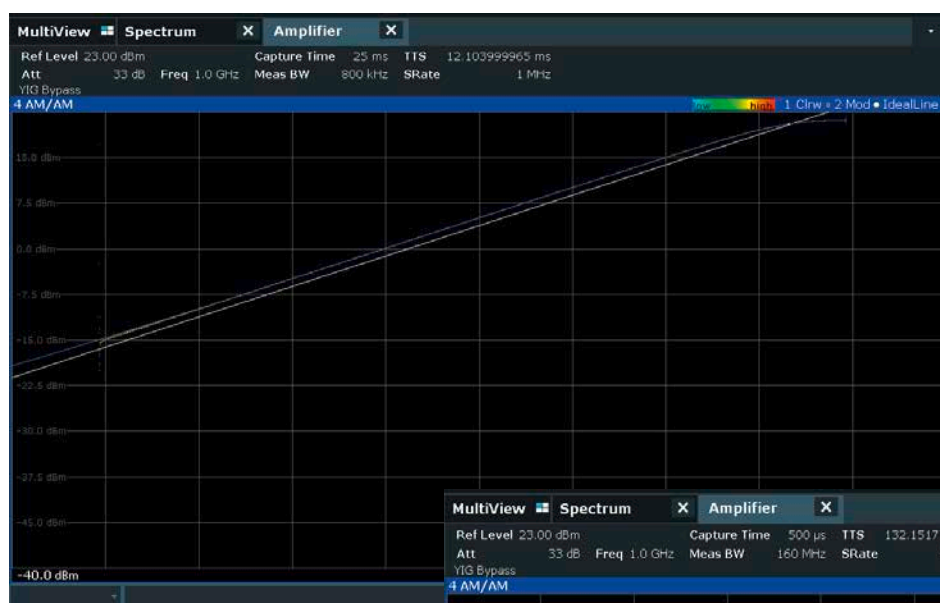 MultiView Spectrum X Amplifier X
Ref Level 23.00 dBm Capture Time 25 ms TTS 12.103999965 ms
Att 33 dB Freq 1.0 GHz Meas BW 800 kHz SRate 1 MHz
YIG Bypass
4 AM/AM low high 1 Clrw 2 Mod IdealLine
15.0 dBm
7.5 dBm
0.0 dBm
-7.5 dBm
-15.0 dBm
-22.5 dBm
-30.0 dBm
-37.5 dBm
-45.0 dBm
-40.0 dBm
MultiView Spectrum X Amplifier X
Ref Level 23.00 dBm Capture Time 500 µs TTS 132.1517
Att 33 dB Freq 1.0 GHz Meas BW 160 MHz SRate
YIG Bypass
4 AM/AM